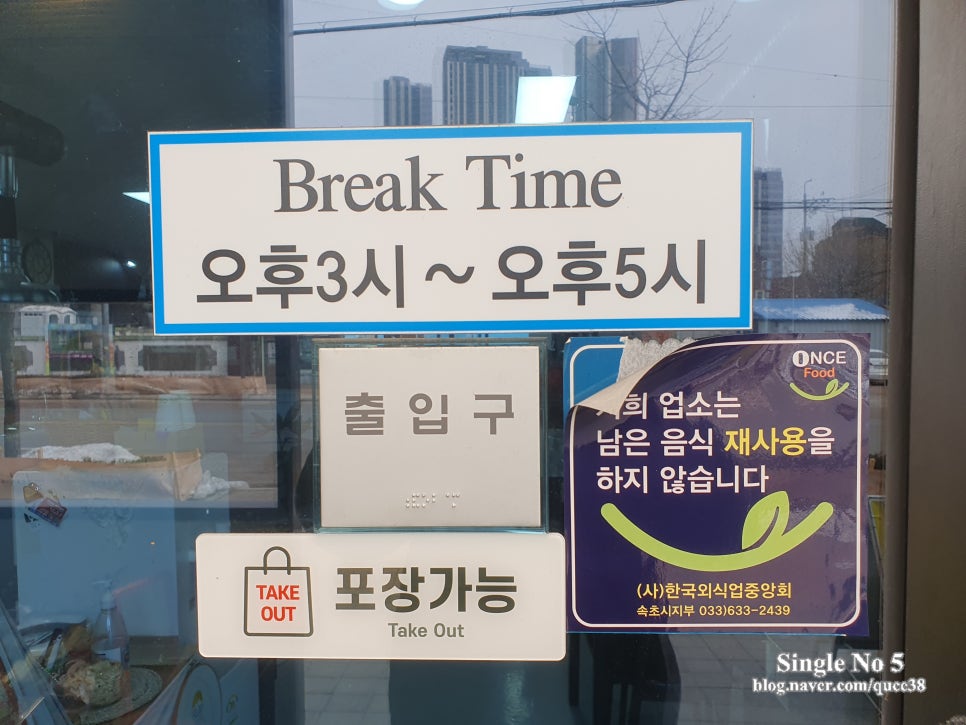 Break Time
오후3시 ~ 오후5시
출입구
ONCE
Food
업소는
남은 음식 재사용을
하지 않습니다
(사)한국외식업중앙회
속초시지부 033)633-2439
TAKE
OUT
포장가능
Take Out
Single No 5
blog.naver.com/qucc38